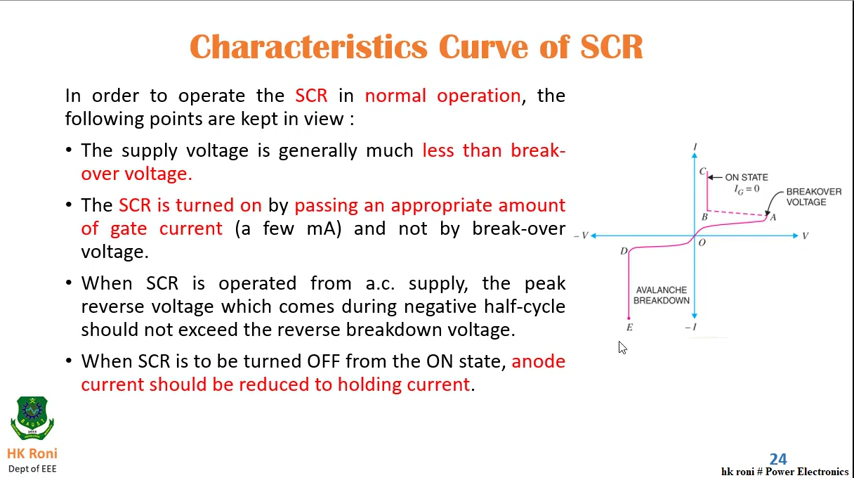 Characteristics Curve of SCR
In order to operate the SCR in normal operation, the
following points are kept in view :
• The supply voltage is generally much less than break-
over voltage.
• The SCR is turned on by passing an appropriate amount
of gate current (a few mA) and not by break-over
voltage.
• When SCR is operated from a.c. supply, the peak
reverse voltage which comes during negative half-cycle
should not exceed the reverse breakdown voltage.
• When SCR is to be turned OFF from the ON state, anode
current should be reduced to holding current.
I
C
ON STATE
IG = 0
BREAKOVER
VOLTAGE
B
A
– V
V
O
D
AVALANCHE
BREAKDOWN
E
– I
HK Roni
Dept of EEE
24
hk roni # Power Electronics